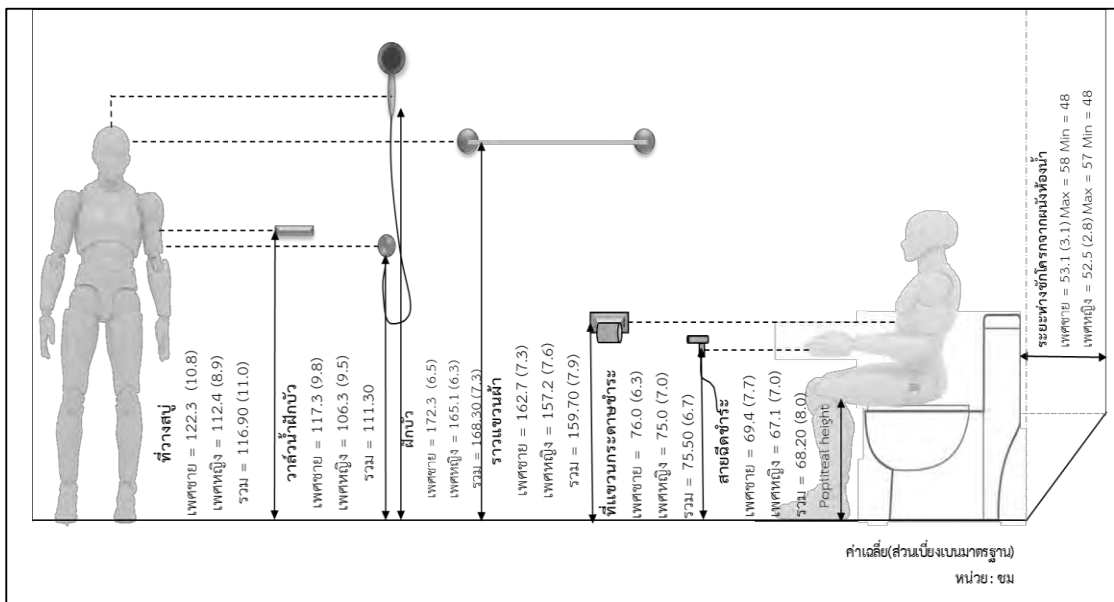 ที่วางสบู่
เพศชาย = 122.3 (10.8)
เพศหญิง = 112.4 (8.9)
รวม = 116.90 (11.0)
วาล์วน้ำฝักบัว
เพศชาย = 117.3 (9.8)
เพศหญิง = 106.3 (9.5)
รวม = 111.30
ฝักบัว
เพศชาย = 172.3 (6.5)
เพศหญิง = 165.1 (6.3)
รวม = 168.30 (7.3)
ราวแขวนผ้า
เพศชาย = 162.7 (7.3)
เพศหญิง = 157.2 (7.6)
รวม = 159.70 (7.9)
ที่แขวนกระดาษชำระ
เพศชาย = 76.0 (6.3)
เพศหญิง = 75.0 (7.0)
รวม = 75.50 (6.7)
สายฉีดชำระ
เพศชาย = 69.4 (7.7)
เพศหญิง = 67.1 (7.0)
รวม = 68.20 (8.0)
Popliteal height
ระยะห่างชักโครกจากผนังห้องน้ำ
เพศชาย = 53.1 (3.1) Max = 58 Min = 48
เพศหญิง = 52.5 (2.8) Max = 57 Min = 48
ค่าเฉลี่ย(ส่วนเบี่ยงเบนมาตรฐาน)
หน่วย: ซม